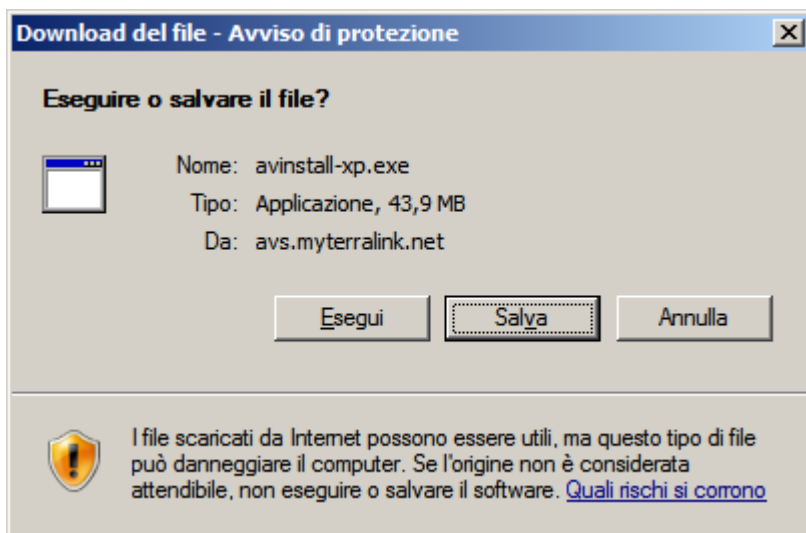 Download del file - Avviso di protezione
Eseguire o salvare il file?
Nome: avinstall-xp.exe
Tipo: Applicazione, 43,9 MB
Da: avs.myterralink.net
Esegui Salva Annulla
I file scaricati da Internet possono essere utili, ma questo tipo di file
può danneggiare il computer. Se l'origine non è considerata
attendibile, non eseguire o salvare il software. Quali rischi si corrono